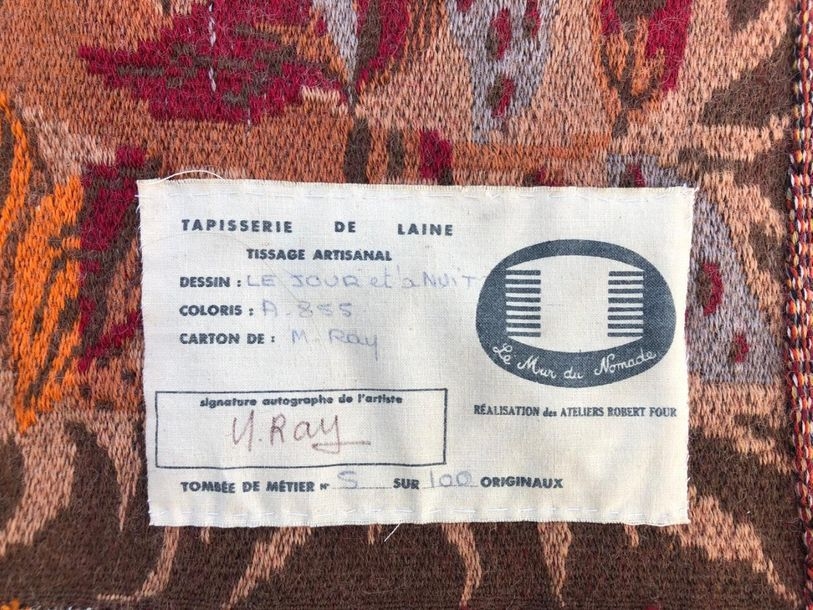 TAPISSERIE DE LAINE
TISSAGE ARTISANAL
DESSIN : LE JOUR et la NUIT
COLORIS : A. 855
CARTON DE : M. Ray
signature autographe de l'artiste
Y. Ray
TOMBÉE DE MÉTIER N° 5 SUR 100 ORIGINAUX
Le Mur du Nomade
RÉALISATION des ATELIERS ROBERT FOUR